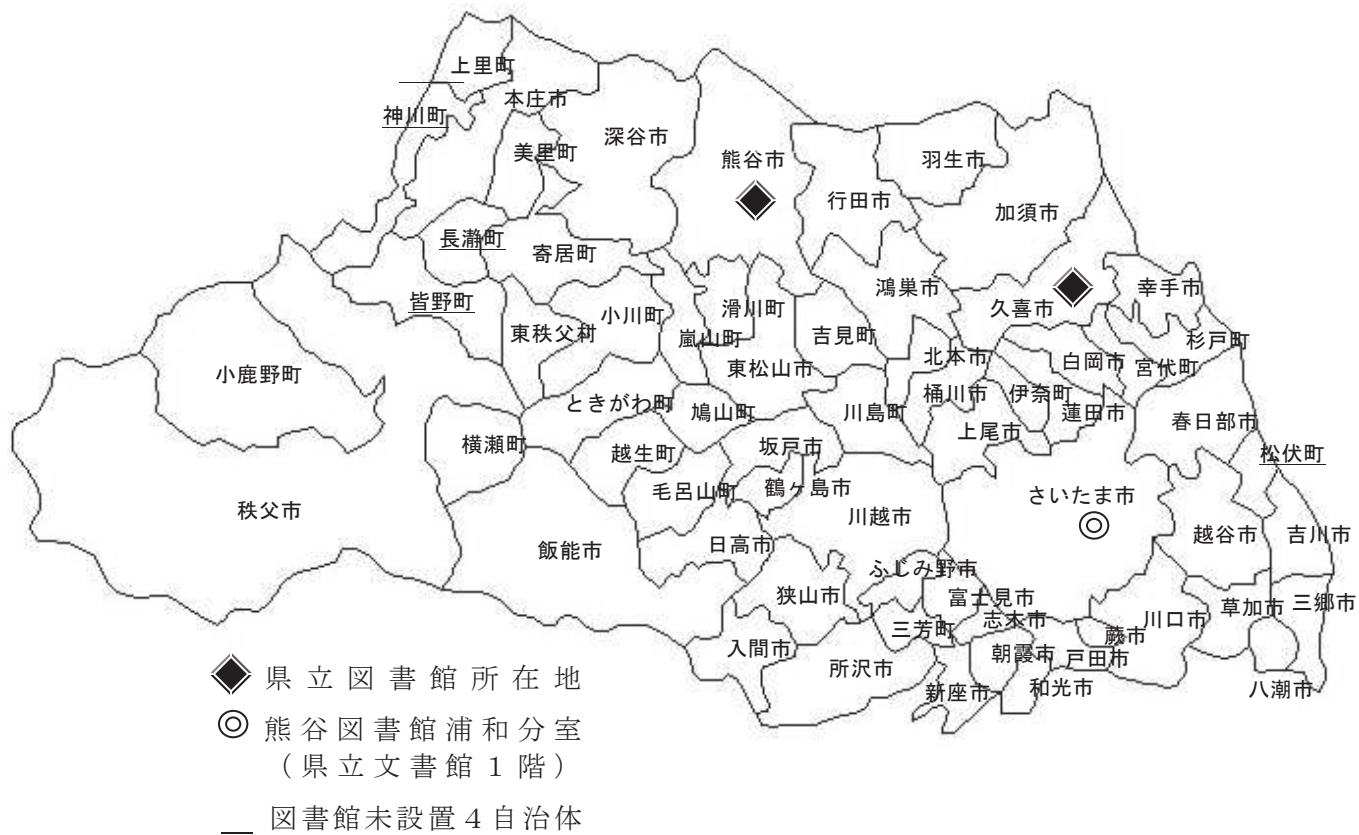 上里町
本庄市
神川町
深谷市
美里町
熊谷市
羽生市
行田市
加須市
長瀞町
寄居町
皆野町
鴻巣市
久喜市
幸手市
小川町
滑川町
東秩父村
嵐山町
吉見町
杉戸町
北本市
白岡市
宮代町
小鹿野町
東松山市
ときがわ町
鳩山町
川島町
桶川市
伊奈町
蓮田市
春日部市
上尾市
横瀬町
越生町
坂戸市
松伏町
毛呂山町
鶴ヶ島市
さいたま市
秩父市
川越市
越谷市
吉川市
飯能市
日高市
ふじみ野市
狭山市
富士見市
志木市
三芳町
川口市
草加市
三郷市
蕨市
入間市
所沢市
朝霞市
戸田市
新座市
和光市
八潮市
県立図書館所在地
熊谷図書館浦和分室
(県立文書館1階)
図書館未設置4自治体